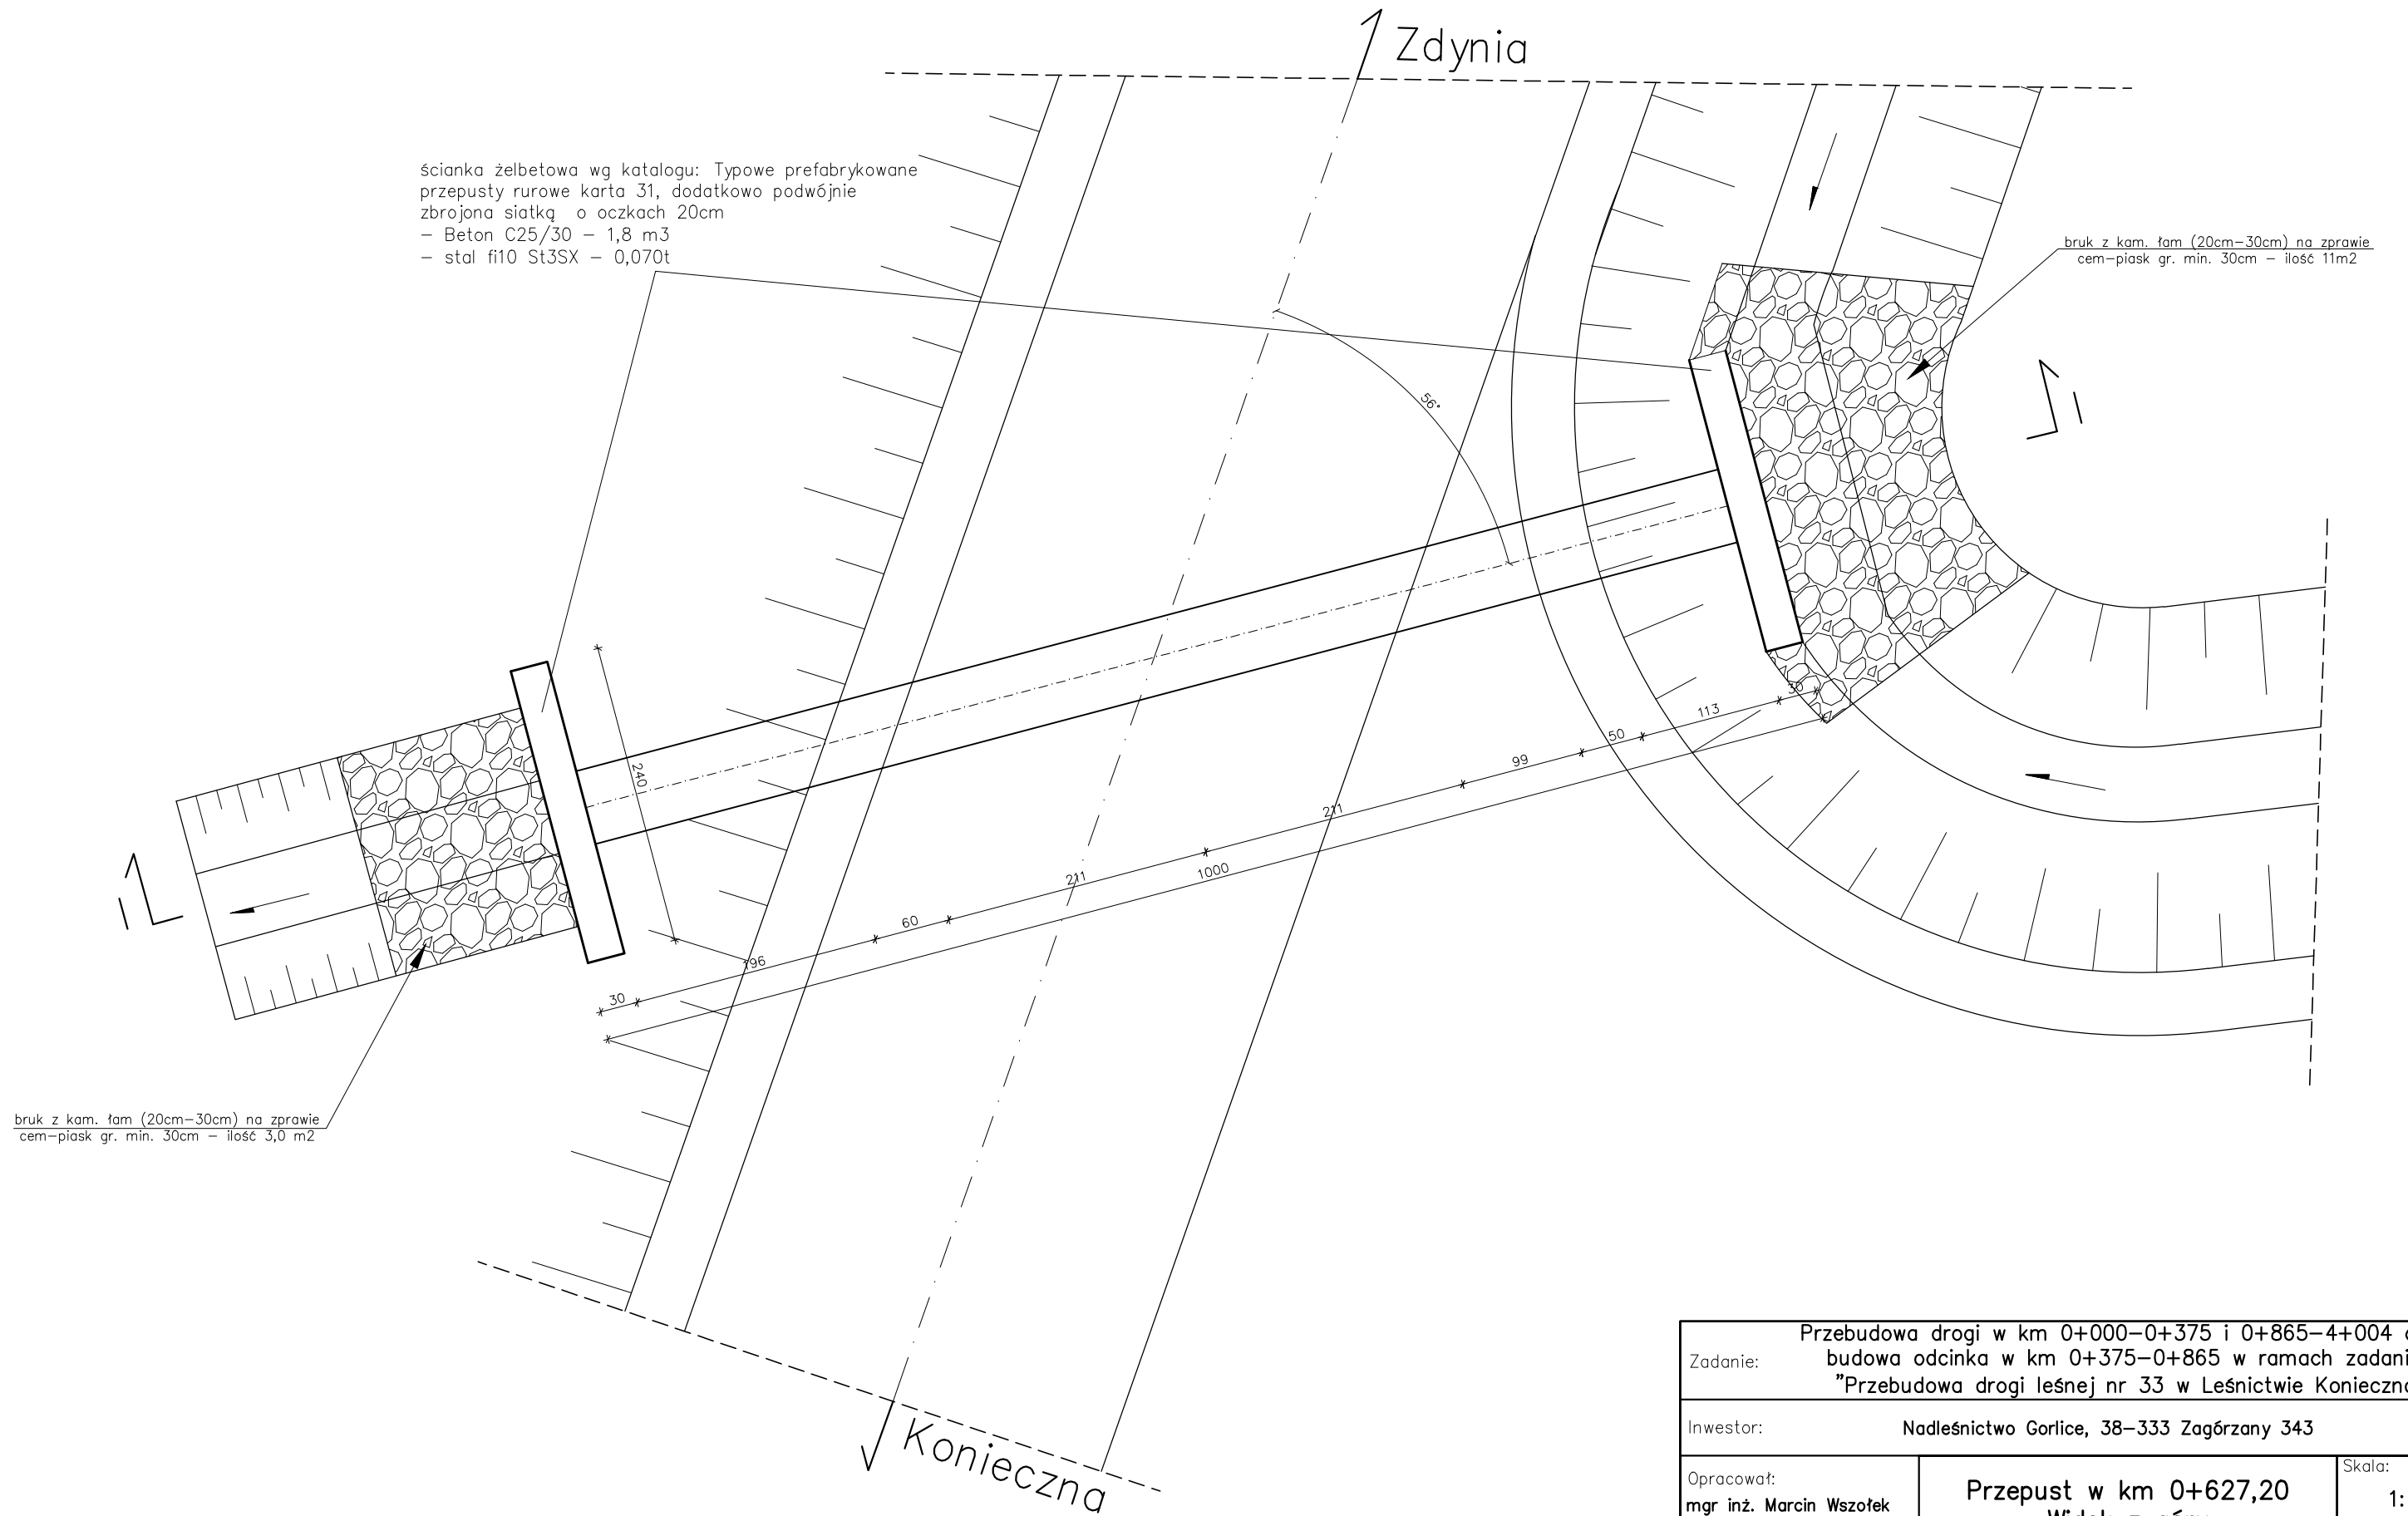 Zdynia
ścianka żelbetowa wg katalogu: Typowe prefabrykowane
przepusty rurowe karta 31, dodatkowo podwójnie
zbrojona siatką o oczkach 20cm
- Beton C25/30 - 1,8 m3
- stal fi10 St3SX - 0,070t
bruk z kam. łam (20cm-30cm) na zprawie
cem-piask gr. min. 30cm - ilość 11m2
56°
1
240
30
113
50
99
211
1000
211
60
196
30
1
bruk z kam. łam (20cm-30cm) na zprawie
cem-piask gr. min. 30cm - ilość 3,0 m2
Konieczna
Zadanie:
Przebudowa drogi w km 0+000-0+375 i 0+865-4+004
budowa odcinka w km 0+375-0+865 w ramach
"Przebudowa drogi leśnej nr 33 w Leśnictwie
Inwestor:
Nadleśnictwo Gorlice, 38-333 Zagórzany 343
Opracował:
mgr inż. Marcin Wszołek
Przepust w km 0+627,20
Skala:
1: